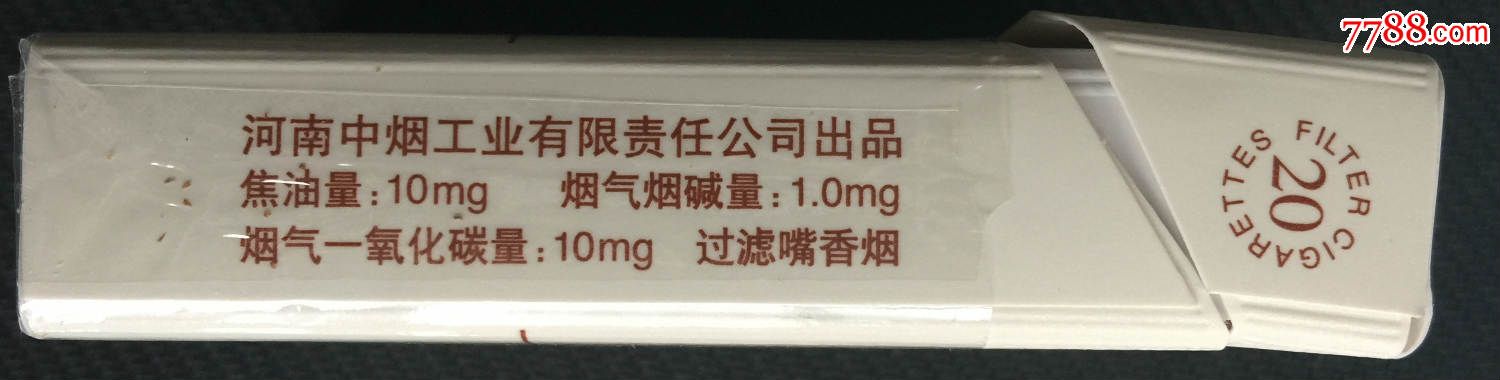 7788.com
河南中烟工业有限责任公司出品
焦油量:10mg 烟气烟碱量:1.0mg
烟气一氧化碳量:10mg 过滤嘴香烟
20 FILTER CIGARETTES